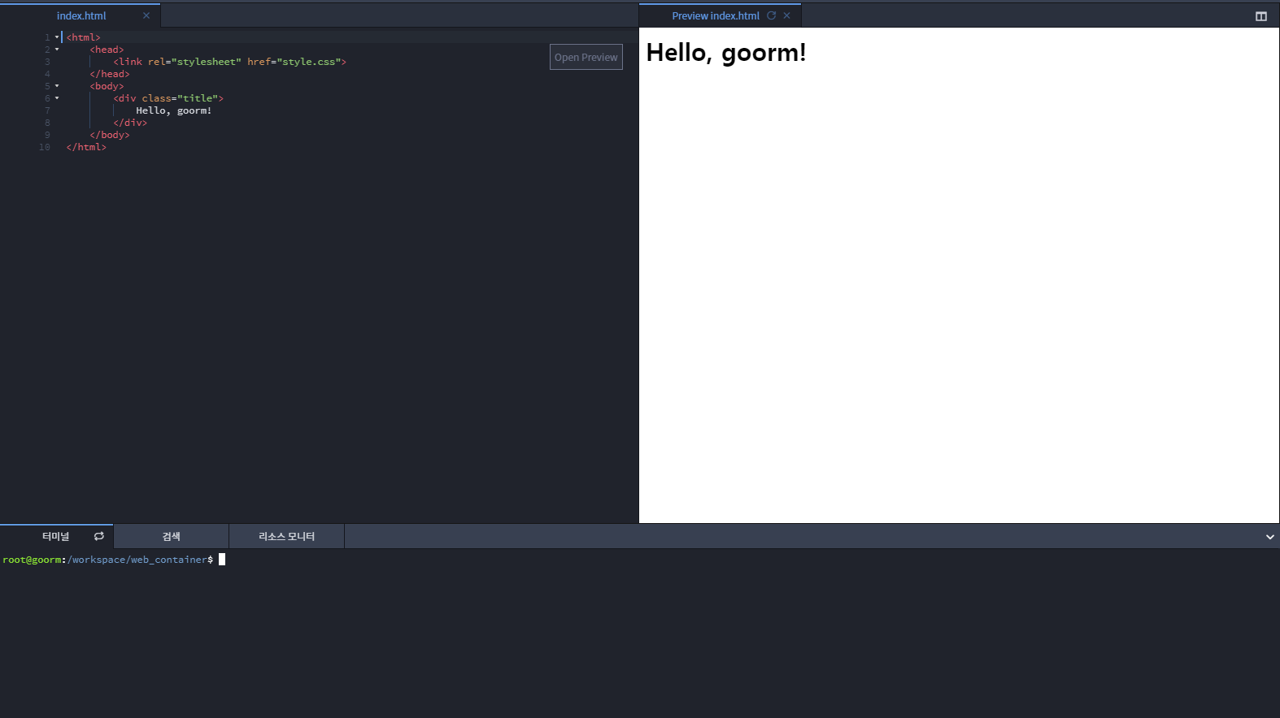 index.html
Preview index.html
1 <html>
2 <head>
3 <link rel="stylesheet" href="style.css">
4 </head>
5 <body>
6 <div class="title">
7 Hello, goorm!
8 </div>
9 </body>
10 </html>
Open Preview
Hello, goorm!
터미널 검색 리소스 모니터
root@goorm:/workspace/web_container$